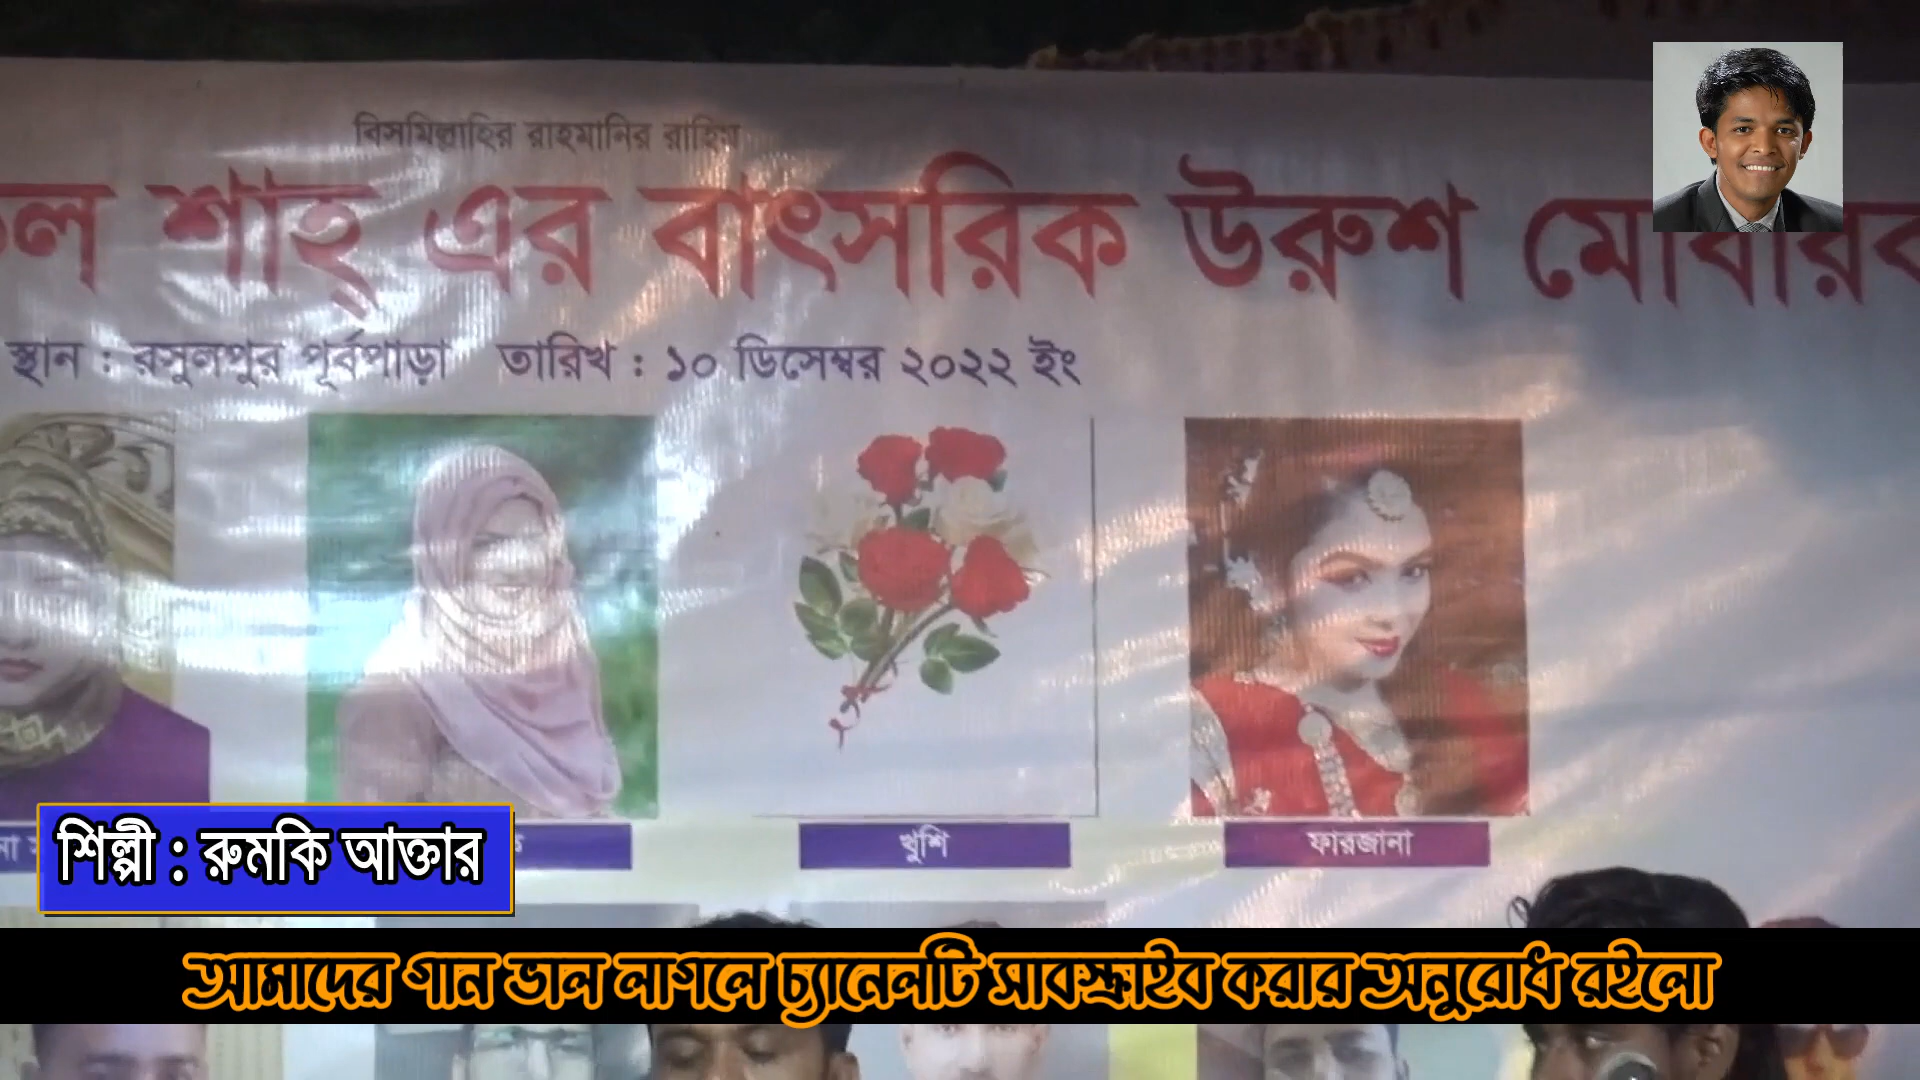 বিসমিল্লাহির রাহমানির রাহিম
শাহ্ এর বাৎসরিক উরুশ মোবারক
স্থান : রসুলপুর পূর্বপাড়া তারিখ : ১০ ডিসেম্বর ২০২২ ইং
খুশি
ফারজানা
শিল্পী : রুমকি আক্তার
আমাদের গান ভাল লাগলে চ্যানেলটি সাবস্ক্রাইব করার অনুরোধ রইলো